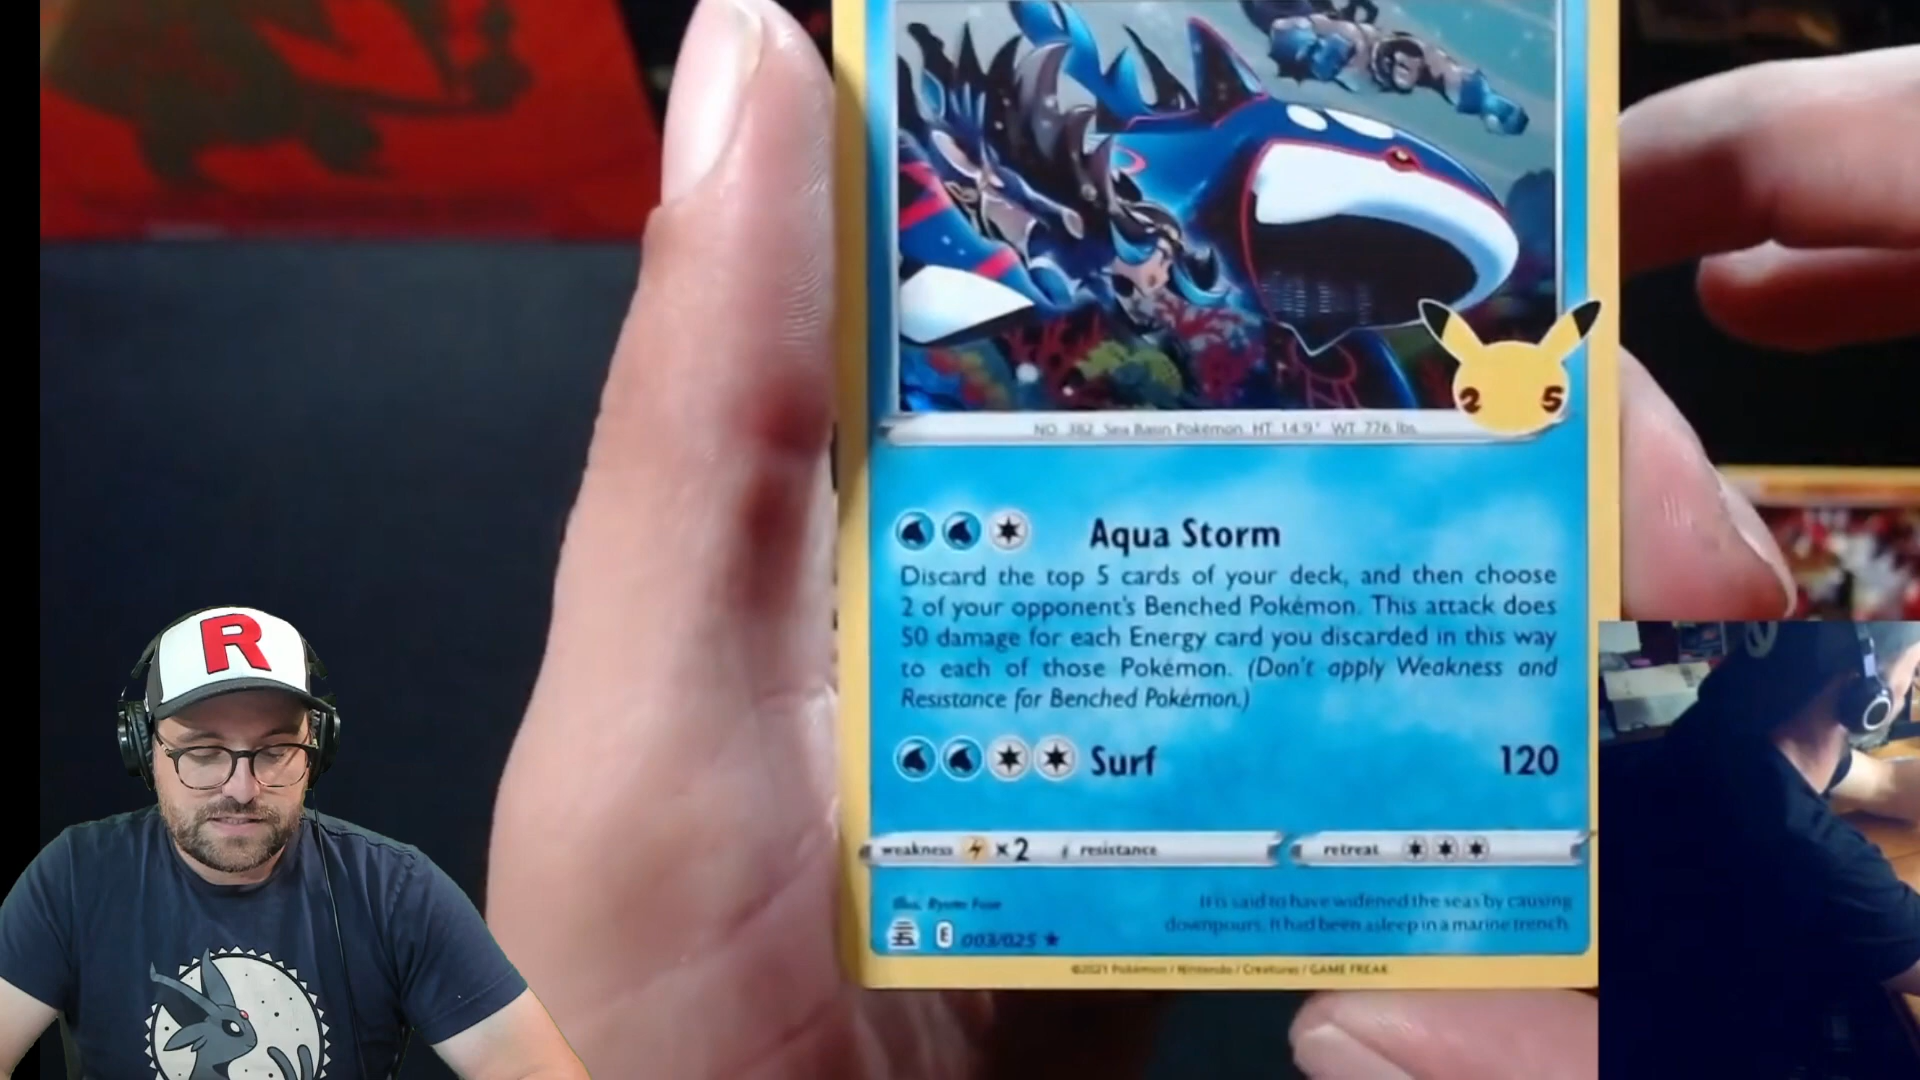 R
25
NO. 382 Sea Basin Pokémon HT 14'9" WT 776 lbs.
Aqua Storm
Discard the top 5 cards of your deck, and then choose
2 of your opponent's Benched Pokémon. This attack does
50 damage for each Energy card you discarded in this way
to each of those Pokémon. (Don't apply Weakness and
Resistance for Benched Pokémon.)
Surf 120
weakness ×2 resistance retreat
Illus. Ryuta Fuse
It is said to have widened the seas by causing
downpours. It had been asleep in a marine trench.
E 003/025 ★
©2021 Pokémon / Nintendo / Creatures / GAME FREAK